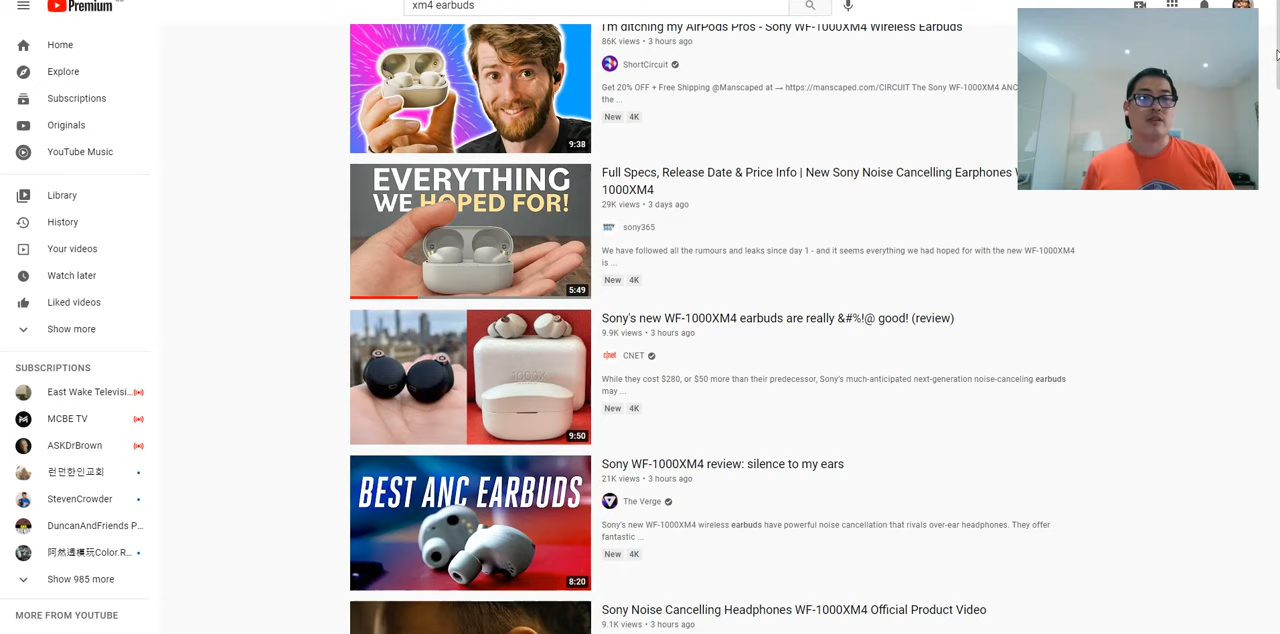 Premium
xm4 earbuds
Home
Explore
Subscriptions
Originals
YouTube Music
Library
History
Your videos
Watch later
Liked videos
Show more
SUBSCRIPTIONS
East Wake Televisi...
MCBE TV
ASKDrBrown
런던한인교회
StevenCrowder
DuncanAndFriends P...
阿然透模玩Color.R...
Show 985 more
MORE FROM YOUTUBE
9:38
I'm ditching my AirPods Pros - Sony WF-1000XM4 Wireless Earbuds
86K views • 3 hours ago
ShortCircuit
Get 20% OFF + Free Shipping @Manscaped at → https://manscaped.com/CIRCUIT The Sony WF-1000XM4 ANC
the ...
New 4K
EVERYTHING
WE HOPED FOR!
5:49
Full Specs, Release Date & Price Info | New Sony Noise Cancelling Earphones
1000XM4
29K views • 3 days ago
sony365
We have followed all the rumours and leaks since day 1 - and it seems everything we had hoped for with the new WF-1000XM4
is ...
New 4K
9:50
Sony's new WF-1000XM4 earbuds are really &#%!@ good! (review)
9.9K views • 3 hours ago
cnet CNET
While they cost $280, or $50 more than their predecessor, Sony's much-anticipated next-generation noise-canceling earbuds
may ...
New 4K
BEST ANC EARBUDS
8:20
Sony WF-1000XM4 review: silence to my ears
21K views • 3 hours ago
The Verge
Sony's new WF-1000XM4 wireless earbuds have powerful noise cancellation that rivals over-ear headphones. They offer
fantastic ...
New 4K
Sony Noise Cancelling Headphones WF-1000XM4 Official Product Video
9.1K views • 3 hours ago